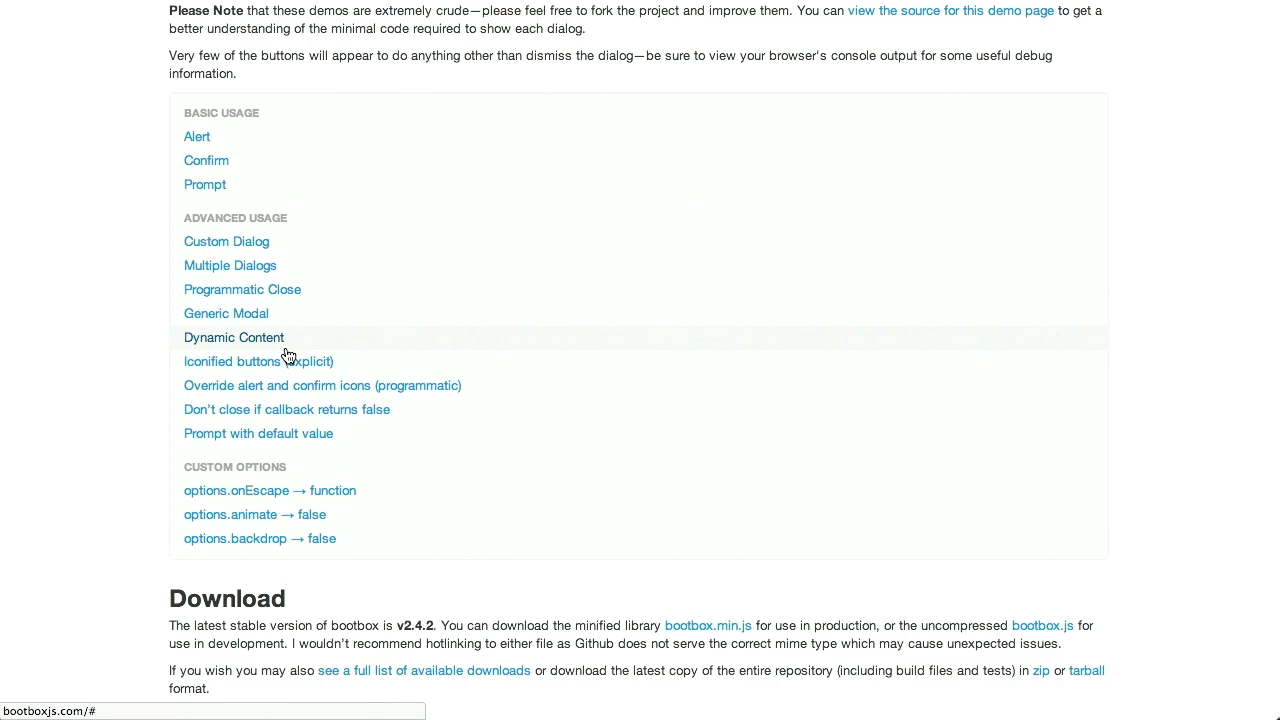 Please Note that these demos are extremely crude—please feel free to fork the project and improve them. You can view the source for this demo page to get a
better understanding of the minimal code required to show each dialog.
Very few of the buttons will appear to do anything other than dismiss the dialog—be sure to view your browser's console output for some useful debug
information.
BASIC USAGE
Alert
Confirm
Prompt
ADVANCED USAGE
Custom Dialog
Multiple Dialogs
Programmatic Close
Generic Modal
Dynamic Content
Iconified buttons (explicit)
Override alert and confirm icons (programmatic)
Don't close if callback returns false
Prompt with default value
CUSTOM OPTIONS
options.onEscape → function
options.animate → false
options.backdrop → false
Download
The latest stable version of bootbox is v2.4.2. You can download the minified library bootbox.min.js for use in production, or the uncompressed bootbox.js for
use in development. I wouldn't recommend hotlinking to either file as Github does not serve the correct mime type which may cause unexpected issues.
If you wish you may also see a full list of available downloads or download the latest copy of the entire repository (including build files and tests) in zip or tarball
format.
bootboxjs.com/#